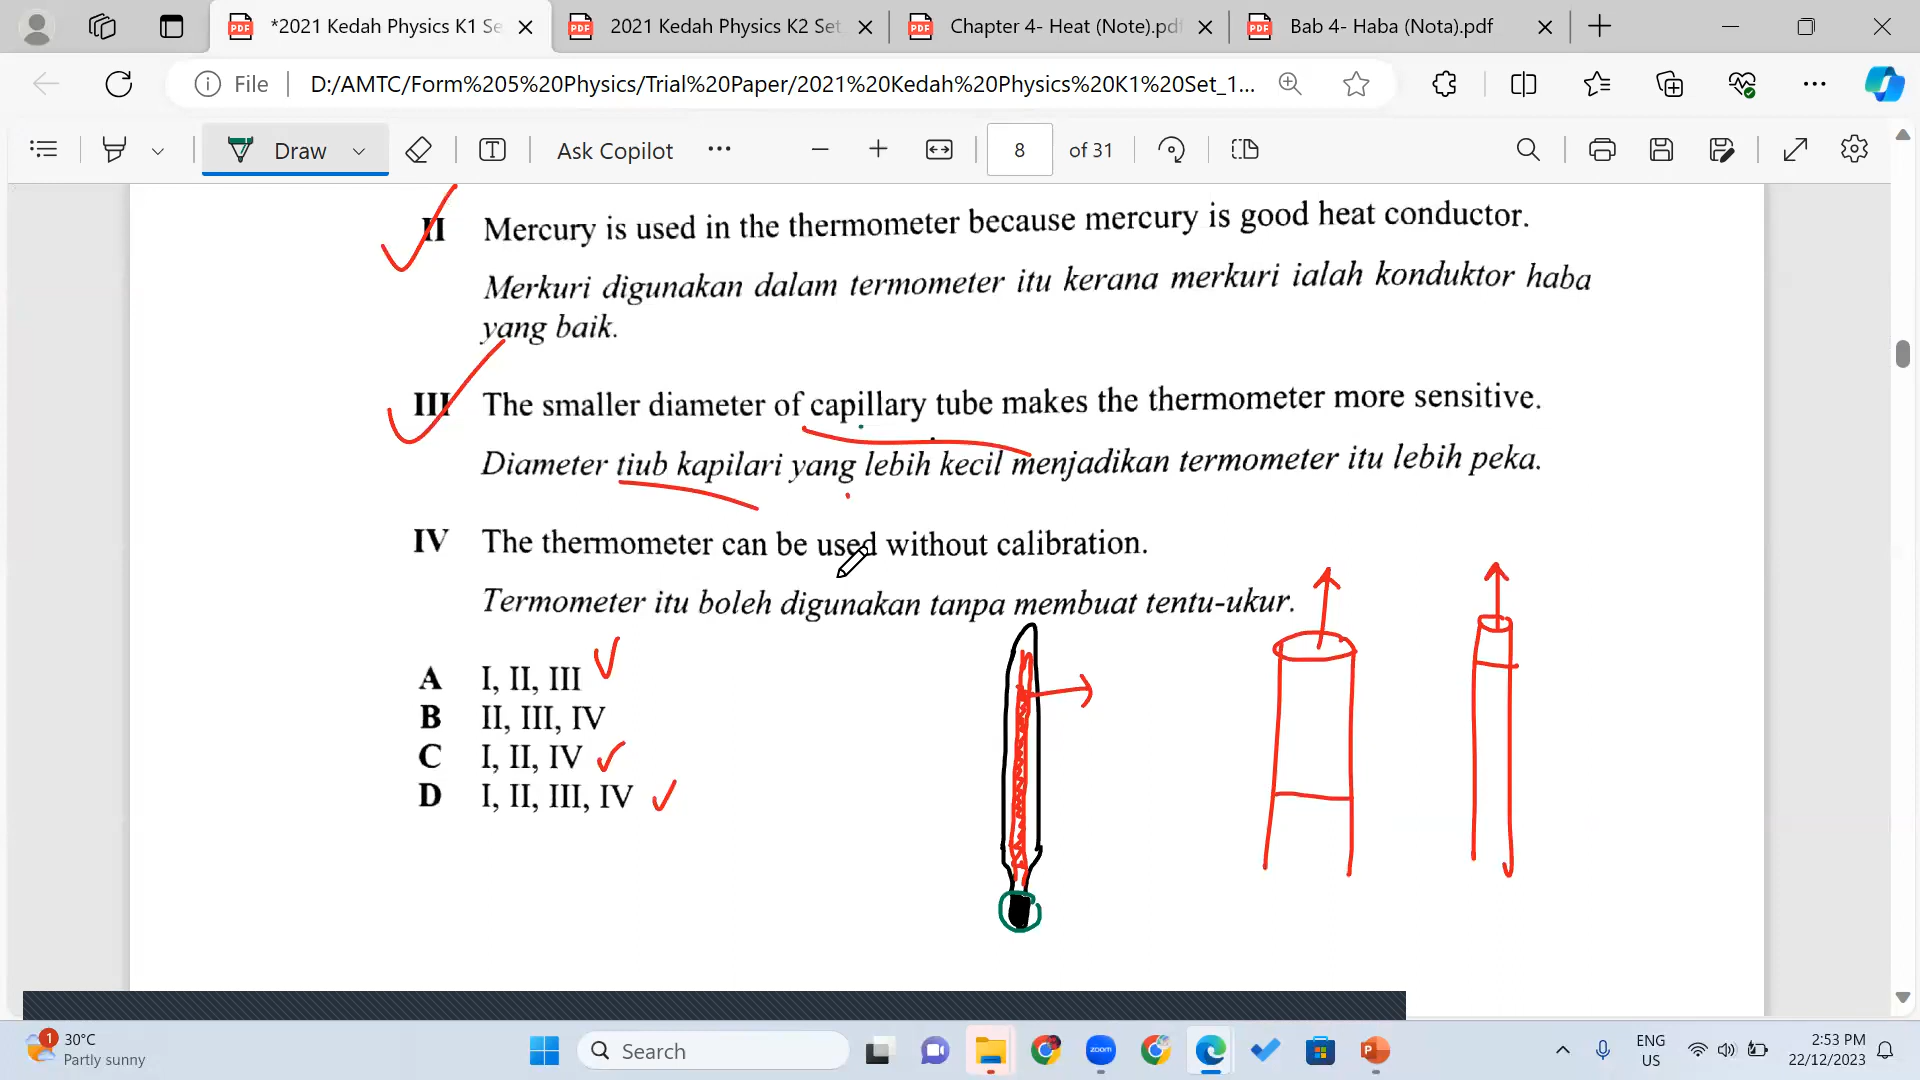 *2021 Kedah Physics K1 Se
2021 Kedah Physics K2 Set
Chapter 4- Heat (Note).pdf
Bab 4- Haba (Nota).pdf
File
D:/AMTC/Form%205%20Physics/Trial%20Paper/2021%20Kedah%20Physics%20K1%20Set_1...
Draw
Ask Copilot
8
of 31
II Mercury is used in the thermometer because mercury is good heat conductor.
Merkuri digunakan dalam termometer itu kerana merkuri ialah konduktor haba
yang baik.
III The smaller diameter of capillary tube makes the thermometer more sensitive.
Diameter tiub kapilari yang lebih kecil menjadikan termometer itu lebih peka.
IV The thermometer can be used without calibration.
Termometer itu boleh digunakan tanpa membuat tentu-ukur.
A I, II, III
B II, III, IV
C I, II, IV
D I, II, III, IV
1
30°C
Partly sunny
Search
zoom
ENG
US
2:53 PM
22/12/2023